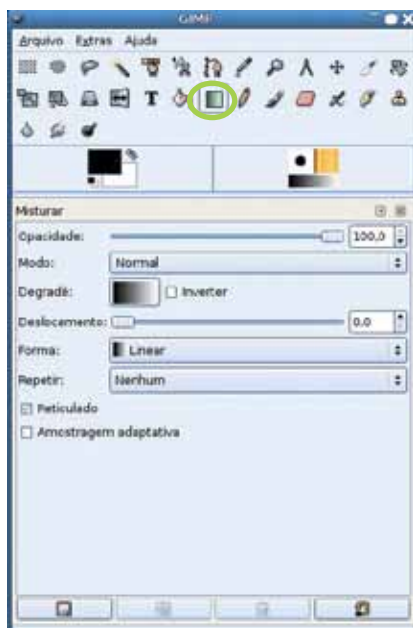 GIMP
Arquivo Extras Ajuda
Misturar
Opacidade: 100,0
Modo: Normal
Degradê: Inverter
Deslocamento: 0,0
Forma: Linear
Repetir: Nenhum
Peticulado
Amostragem adaptativa